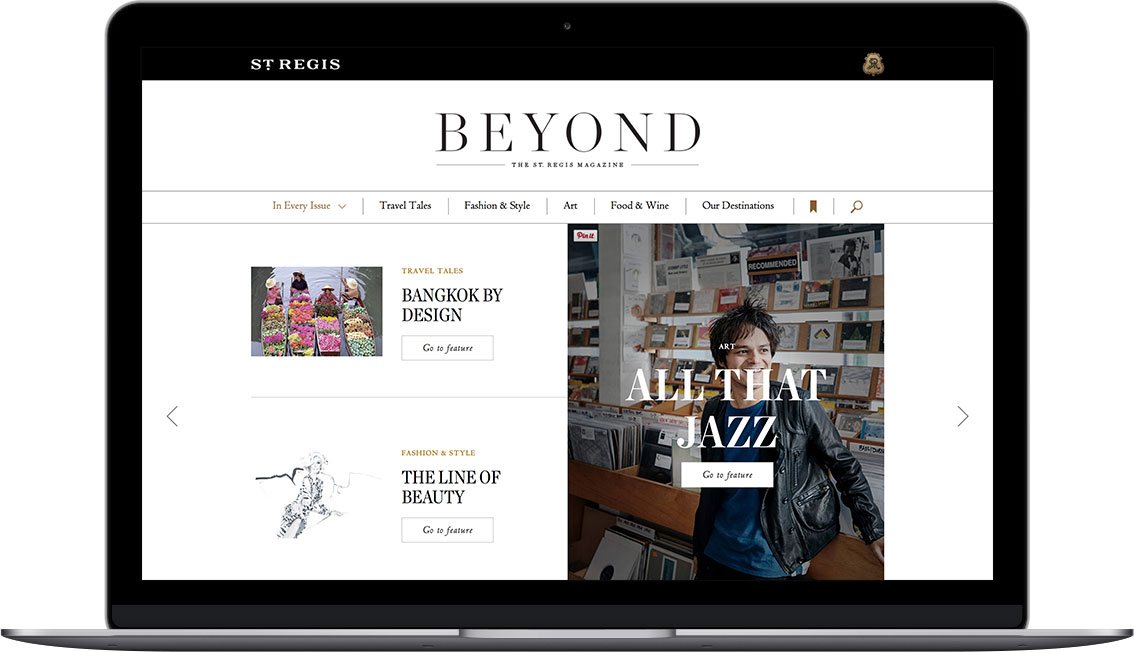 ST. REGIS
BEYOND
THE ST. REGIS MAGAZINE
In Every Issue
Travel Tales
Fashion & Style
Art
Food & Wine
Our Destinations
TRAVEL TALES
BANGKOK BY
DESIGN
Go to feature
FASHION & STYLE
THE LINE OF
BEAUTY
Go to feature
Pin it
RECOMMENDED
ART
ALL THAT
JAZZ
Go to feature